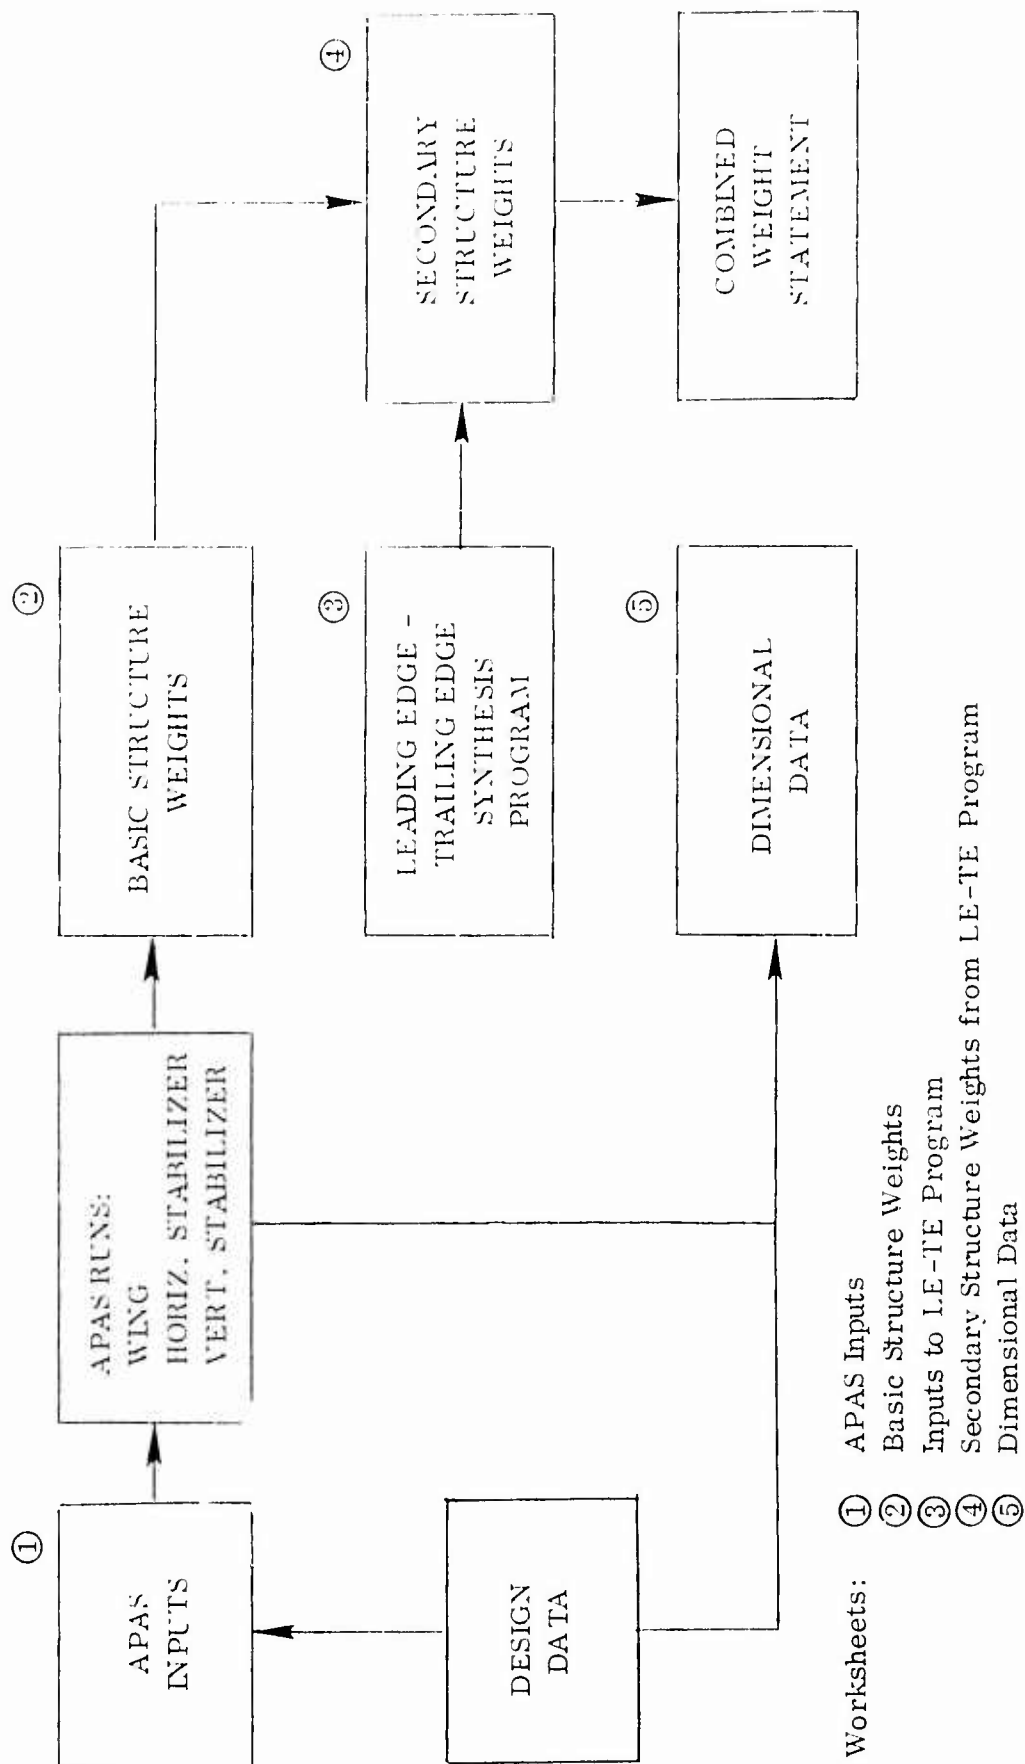 ①
APAS
INPUTS
APAS RUNS:
WING
HORIZ. STABILIZER
VERT. STABILIZER
②
BASIC STRUCTURE
WEIGHTS
DESIGN
DATA
③
LEADING EDGE -
TRAILING EDGE
SYNTHESIS
PROGRAM
④
SECONDARY
STRUCTURE
WEIGHTS
⑤
DIMENSIONAL
DATA
COMBINED
WEIGHT
STATEMENT
Worksheets: ① APAS Inputs
② Basic Structure Weights
③ Inputs to LE-TE Program
④ Secondary Structure Weights from LE-TE Program
⑤ Dimensional Data